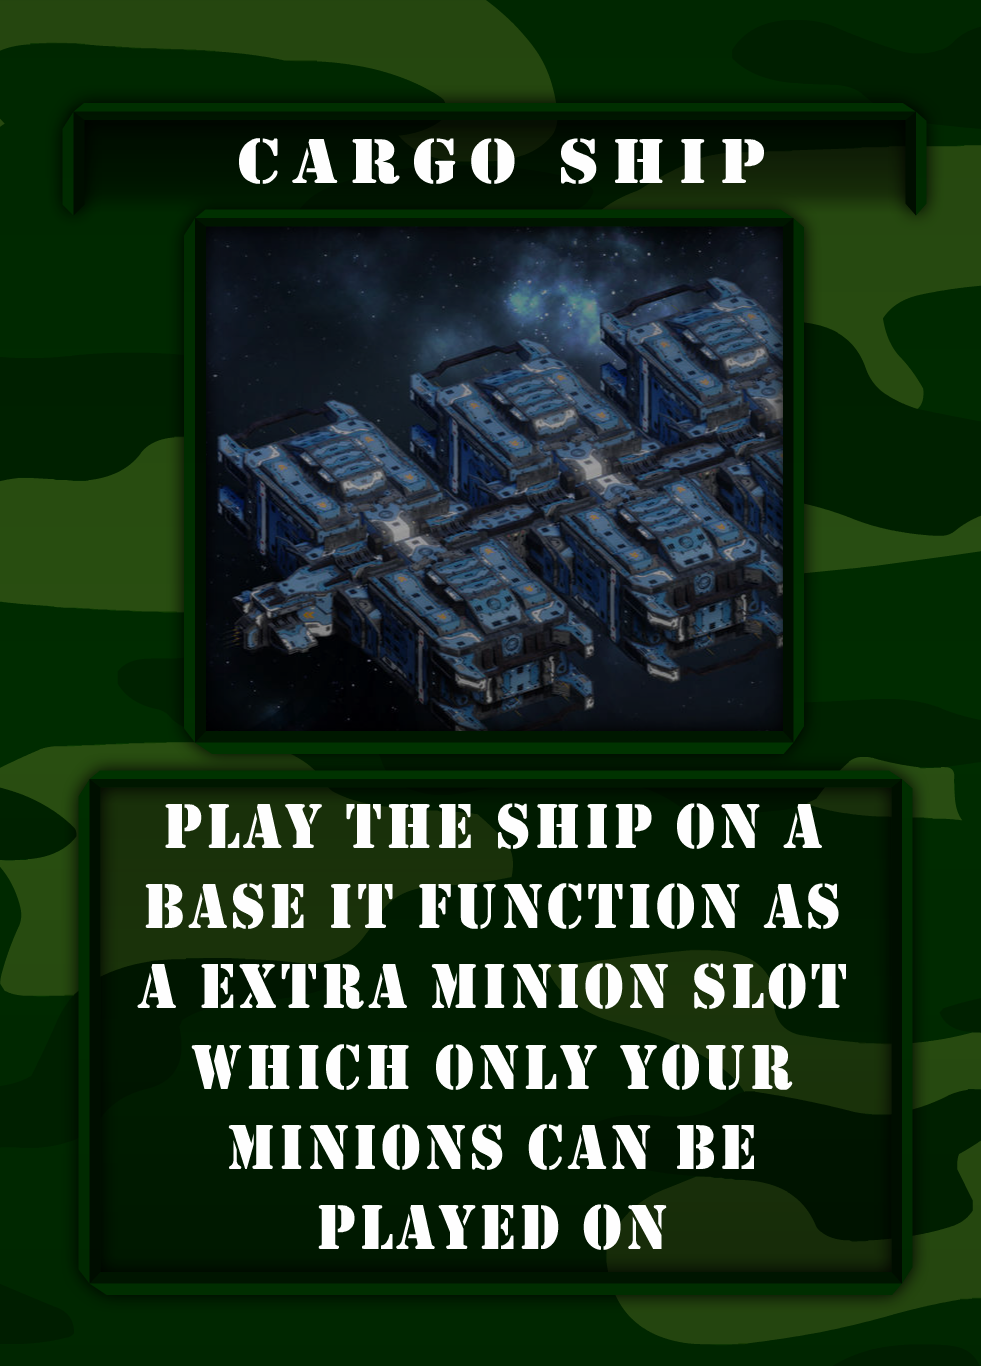 CARGO SHIP
PLAY THE SHIP ON A
BASE IT FUNCTION AS
A EXTRA MINION SLOT
WHICH ONLY YOUR
MINIONS CAN BE
PLAYED ON